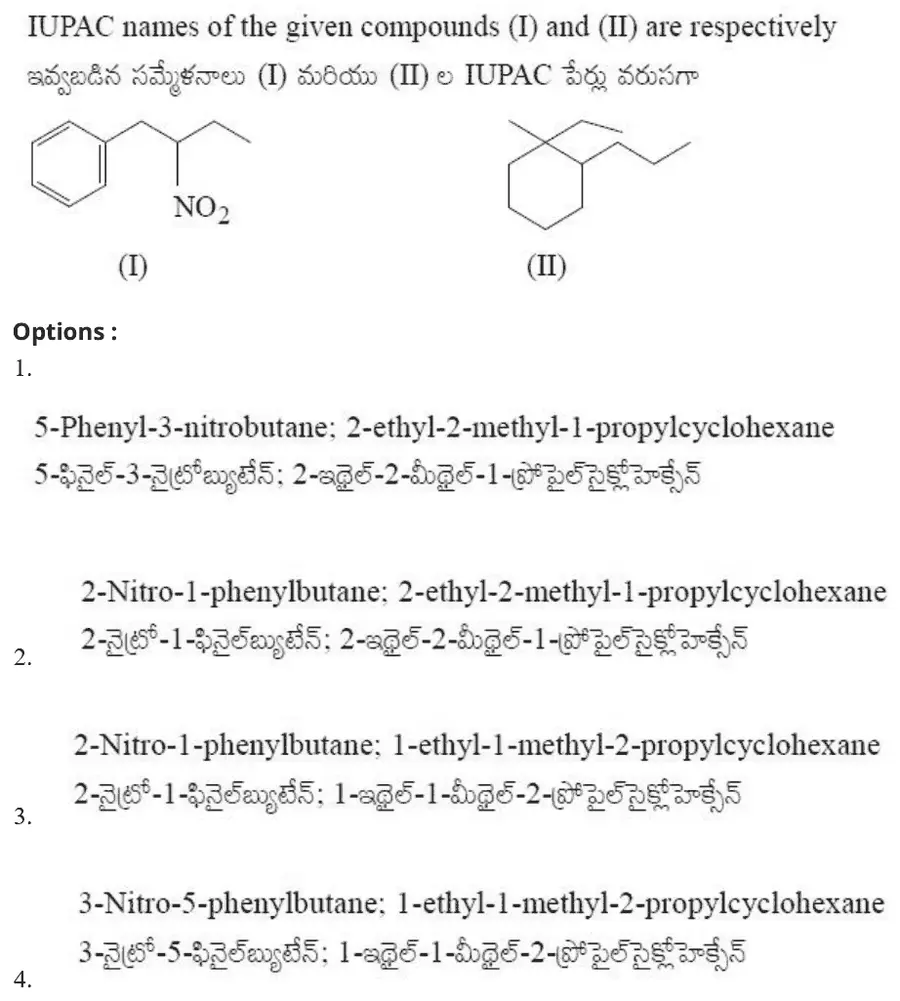 IUPAC names of the given compounds (I) and (II) are respectively
ఇవ్వబడిన సమ్మేళనాలు (I) మరియు (II) ల IUPAC పేర్లు వరుసగా
NO2
(I)
(II)
Options :
1.
5-Phenyl-3-nitrobutane; 2-ethyl-2-methyl-1-propylcyclohexane
5-ఫినైల్-3-నైట్రోబ్యుటేన్; 2-ఇథైల్-2-మీథైల్-1-ప్రోపైల్‌సైక్లోహెక్సేన్
2-Nitro-1-phenylbutane; 2-ethyl-2-methyl-1-propylcyclohexane
2-నైట్రో-1-ఫినైల్‌బ్యుటేన్; 2-ఇథైల్-2-మీథైల్-1-ప్రోపైల్‌సైక్లోహెక్సేన్
2.
2-Nitro-1-phenylbutane; 1-ethyl-1-methyl-2-propylcyclohexane
2-నైట్రో-1-ఫినైల్‌బ్యుటేన్; 1-ఇథైల్-1-మీథైల్-2-ప్రోపైల్‌సైక్లోహెక్సేన్
3.
3-Nitro-5-phenylbutane; 1-ethyl-1-methyl-2-propylcyclohexane
3-నైట్రో-5-ఫినైల్‌బ్యుటేన్; 1-ఇథైల్-1-మీథైల్-2-ప్రోపైల్‌సైక్లోహెక్సేన్
4.